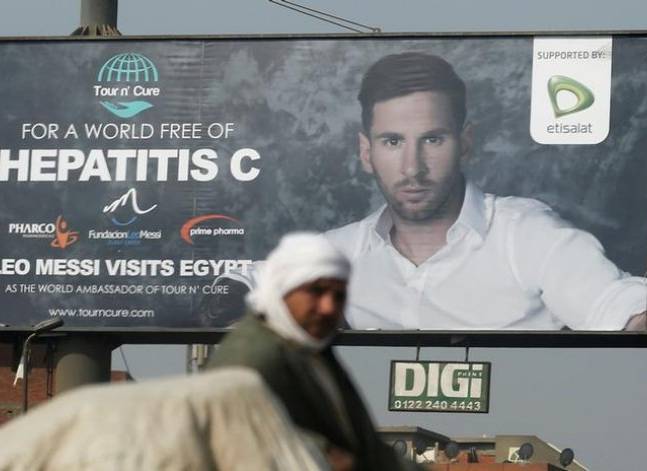 Tour n' Cure
FOR A WORLD FREE OF
HEPATITIS C
PHARCO
Fundación Leo Messi
prime pharma
LEO MESSI VISITS EGYPT
AS THE WORLD AMBASSADOR OF TOUR N' CURE
www.tourncure.com
SUPPORTED BY:
etisalat
DIGI
PRINT
0122 240 4443